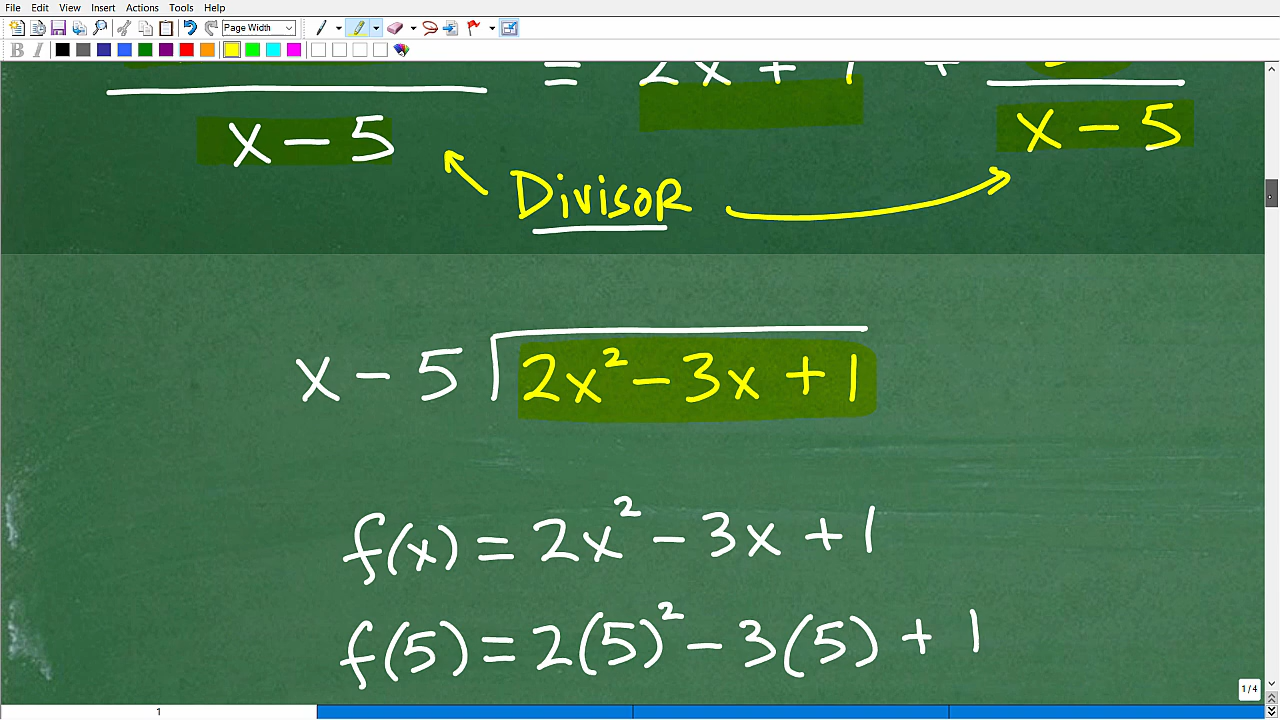 File Edit View Insert Actions Tools Help
Page Width
B I
= 2x + 1 +
x - 5 x - 5
Divisor
x - 5 2x² - 3x + 1
f(x) = 2x² - 3x + 1
f(5) = 2(5)² - 3(5) + 1
1/4
1